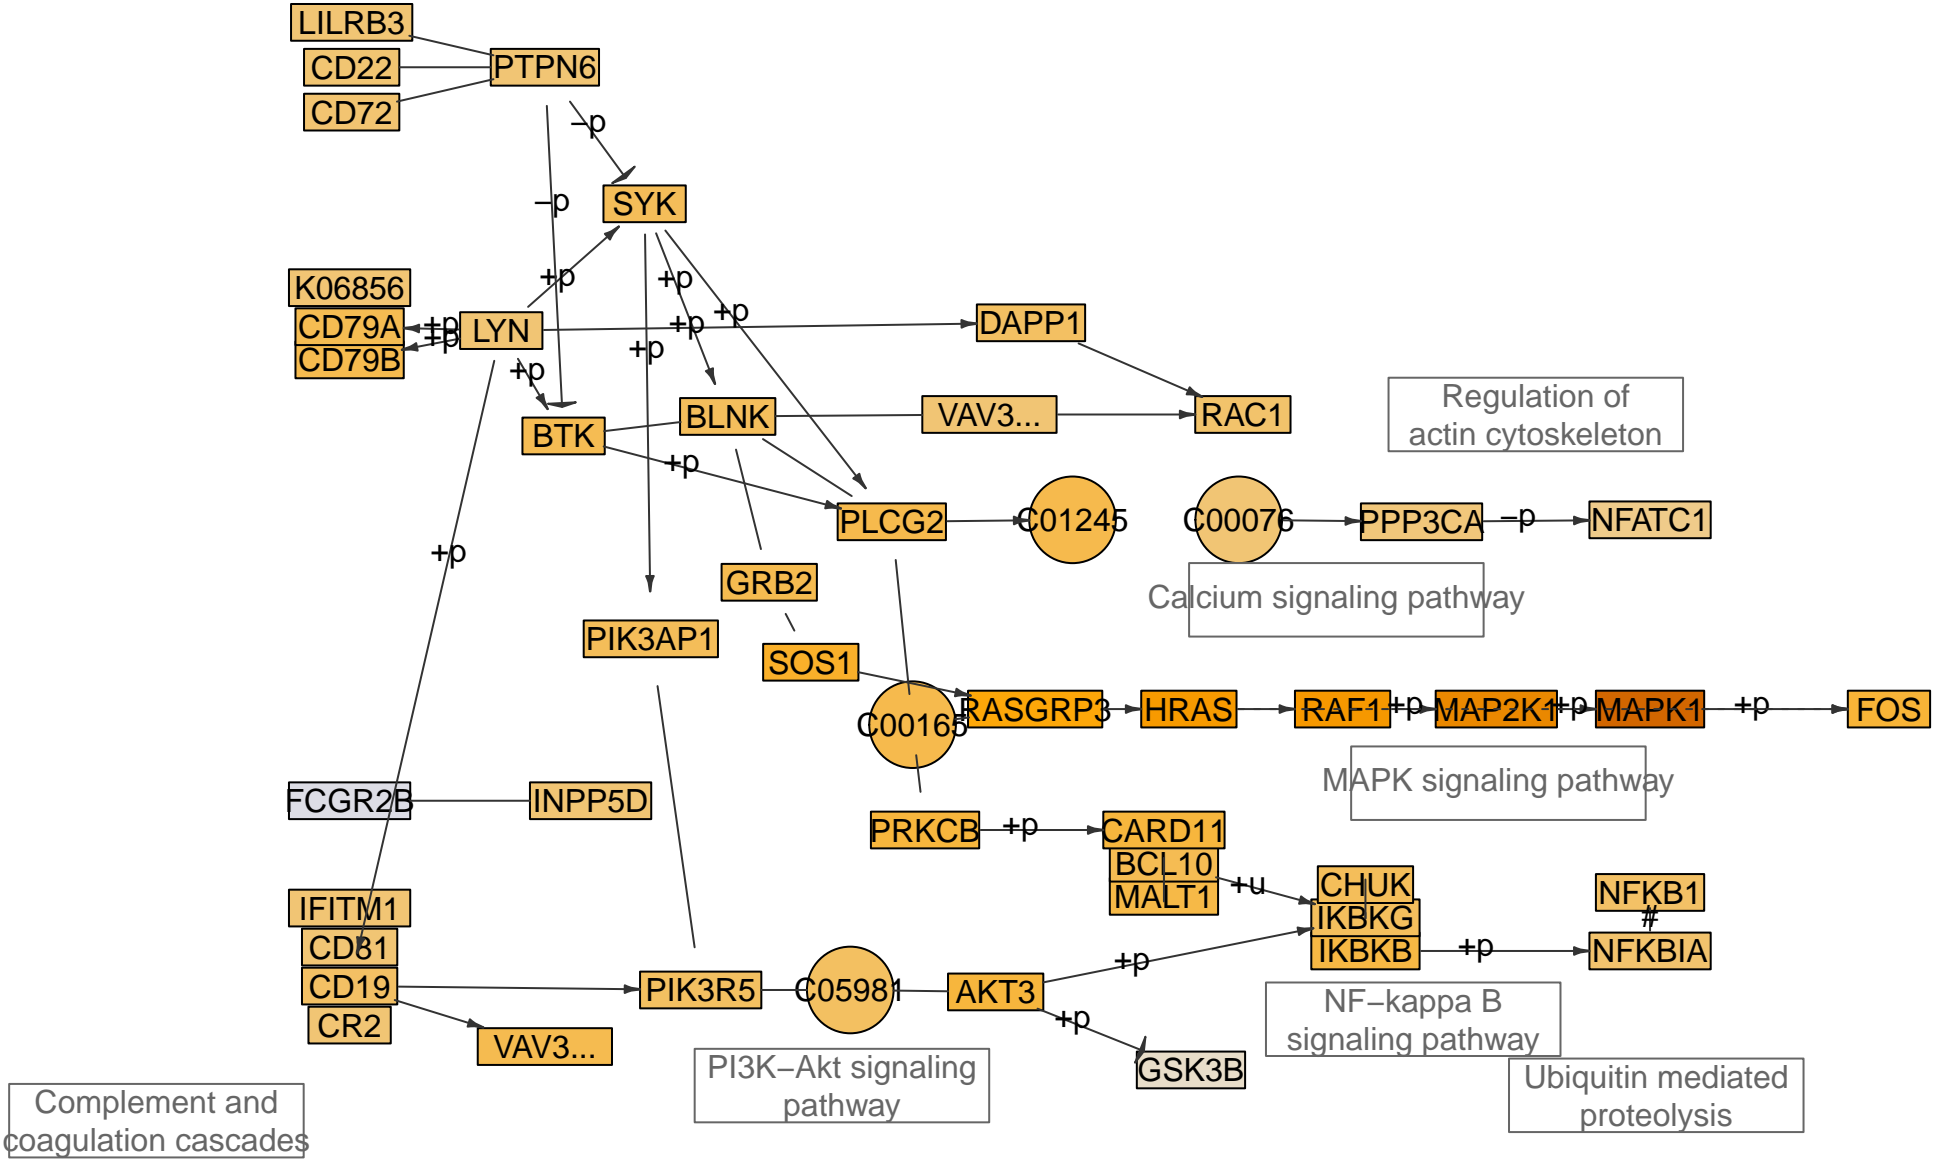 LILRB3
CD22
PTPN6
CD72
−p
−p
SYK
K06856
+p
+p
CD79A
+p
LYN
+p
+p
DAPP1
CD79B
+p
+p
+p
BTK
BLNK
VAV3...
RAC1
Regulation of
actin cytoskeleton
+p
PLCG2
C01245
C00076
PPP3CA
−p
NFATC1
+p
GRB2
Calcium signaling pathway
PIK3AP1
SOS1
C00165
RASGRP3
HRAS
RAF1
+p
MAP2K1
+p
MAPK1
+p
FOS
MAPK signaling pathway
FCGR2B
INPP5D
PRKCB
+p
CARD11
BCL10
MALT1
+u
CHUK
IKBKG
IKBKB
NFKB1
#
+p
NFKBIA
IFITM1
CD81
CD19
CR2
VAV3...
PIK3R5
C05981
AKT3
+p
+p
GSK3B
NF−kappa B
signaling pathway
PI3K−Akt signaling
pathway
Ubiquitin mediated
proteolysis
Complement and
coagulation cascades